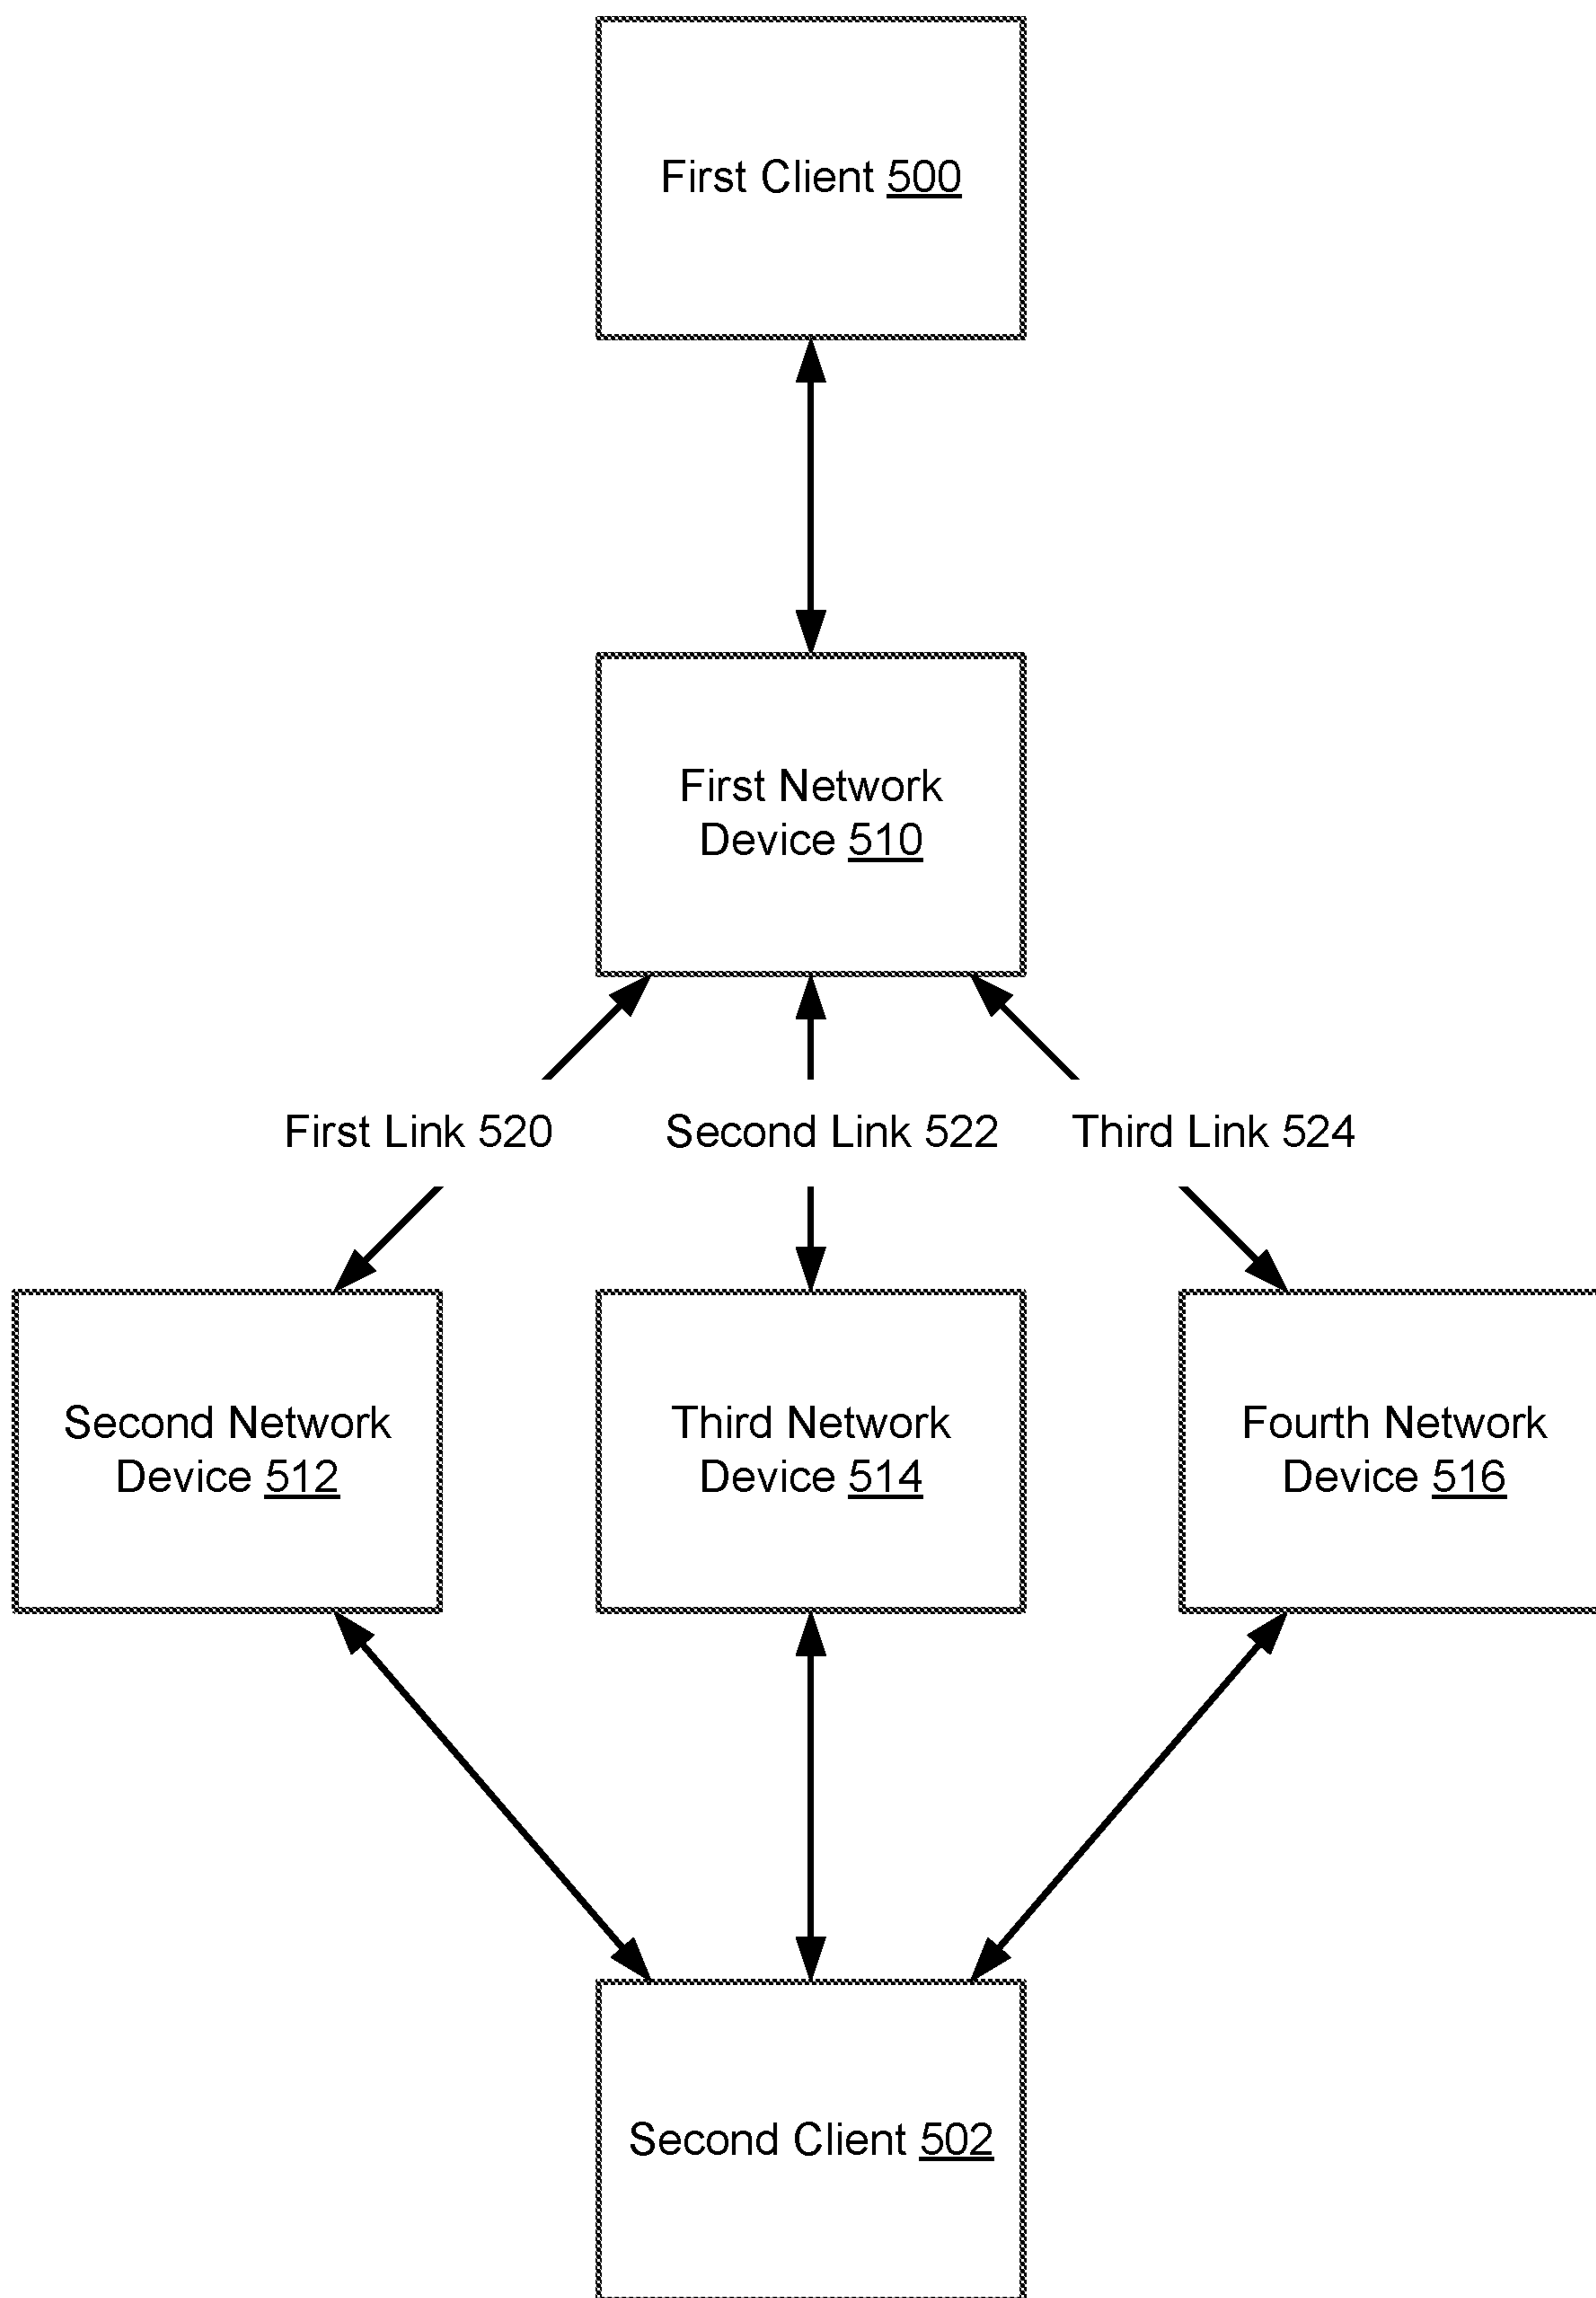 First Client 500
First Network
Device 510
First Link 520
Second Link 522
Third Link 524
Second Network
Device 512
Third Network
Device 514
Fourth Network
Device 516
Second Client 502